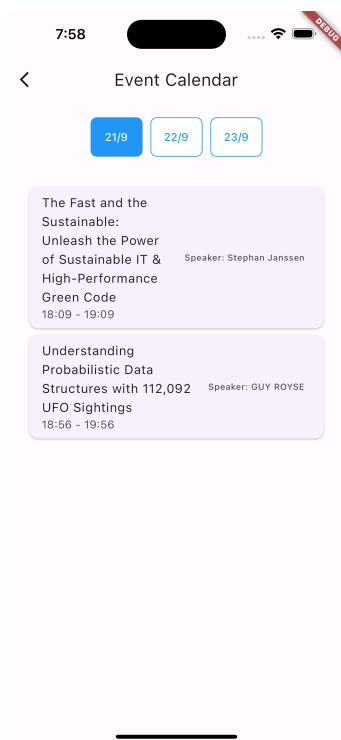 7:58
DEBUG
Event Calendar
21/9
22/9
23/9
The Fast and the
Sustainable:
Unleash the Power
of Sustainable IT &
High-Performance
Green Code
18:09 - 19:09
Speaker: Stephan Janssen
Understanding
Probabilistic Data
Structures with 112,092
UFO Sightings
18:56 - 19:56
Speaker: GUY ROYSE